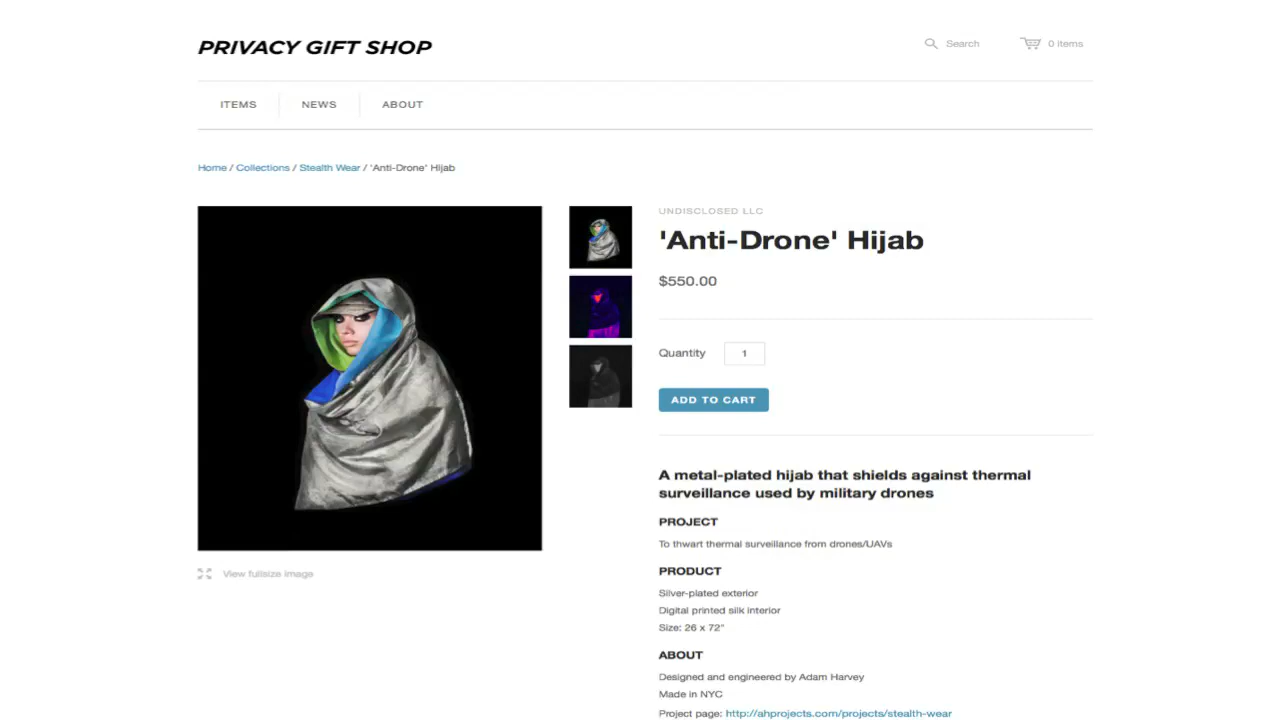 PRIVACY GIFT SHOP
Search
0 items
ITEMS
NEWS
ABOUT
Home / Collections / Stealth Wear / 'Anti-Drone' Hijab
UNDISCLOSED LLC
'Anti-Drone' Hijab
$550.00
Quantity 1
ADD TO CART
A metal-plated hijab that shields against thermal
surveillance used by military drones
PROJECT
To thwart thermal surveillance from drones/UAVs
PRODUCT
Silver-plated exterior
Digital printed silk interior
Size: 26 x 72"
ABOUT
Designed and engineered by Adam Harvey
Made in NYC
Project page: http://ahprojects.com/projects/stealth-wear
View fullsize image